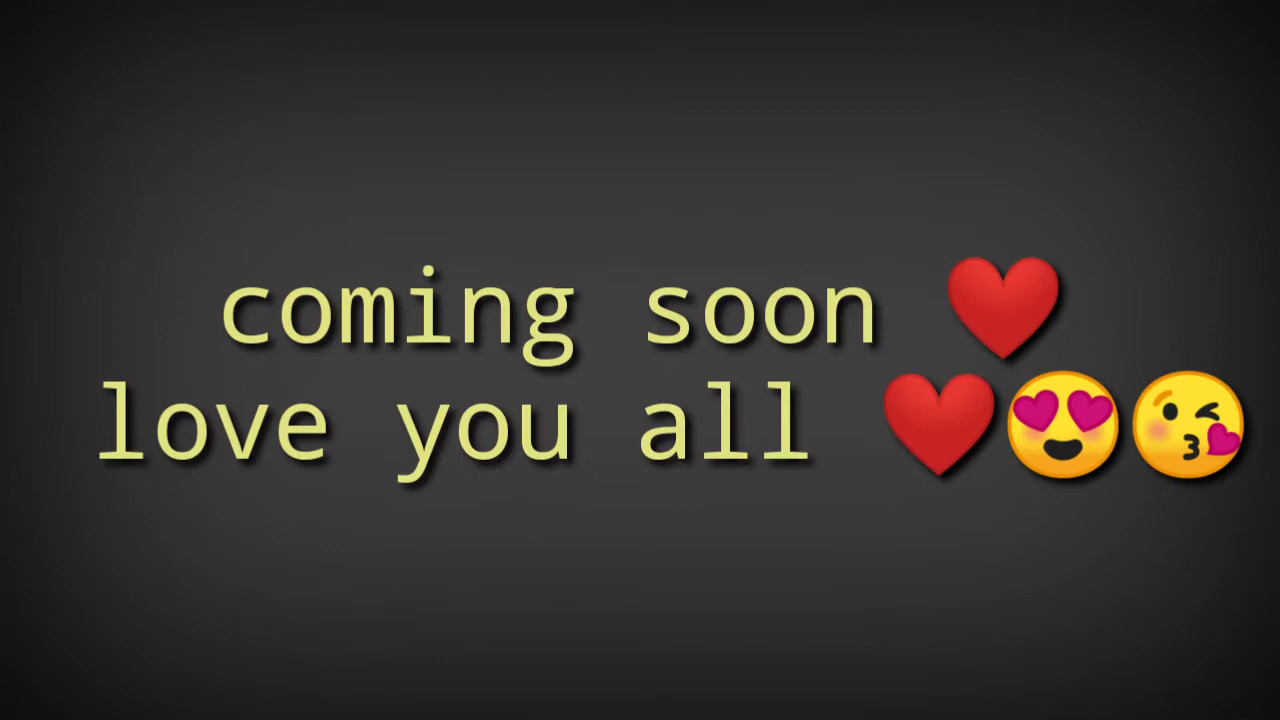 coming soon ❤️
love you all ❤️😍😘